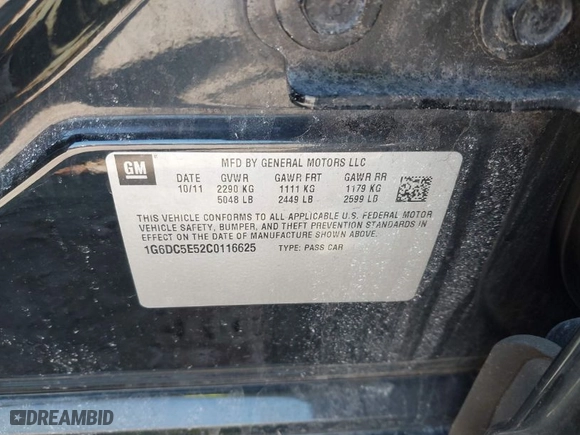 GM
MFD BY GENERAL MOTORS LLC
DATE GVWR GAWR FRT GAWR RR
10/11 2290 KG 1111 KG 1179 KG
5048 LB 2449 LB 2599 LB
THIS VEHICLE CONFORMS TO ALL APPLICABLE U.S. FEDERAL MOTOR
VEHICLE SAFETY, BUMPER, AND THEFT PREVENTION STANDARDS IN
EFFECT ON THE DATE OF MANUFACTURE SHOWN ABOVE.
1G6DC5E52C0116625 TYPE: PASS CAR
DREAMBID